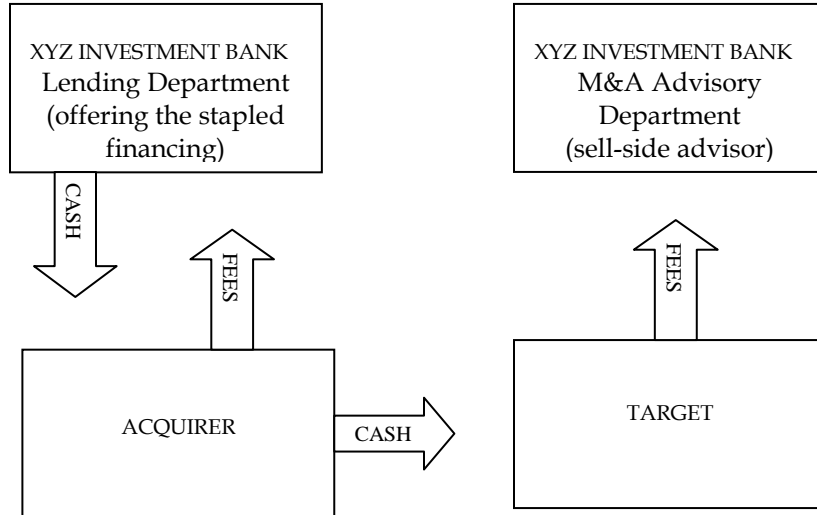 XYZ INVESTMENT BANK
Lending Department
(offering the stapled
financing)
XYZ INVESTMENT BANK
M&A Advisory
Department
(sell-side advisor)
CASH
FEES
FEES
ACQUIRER
CASH
TARGET